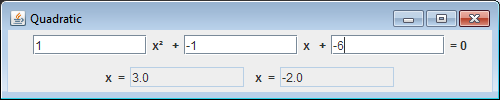 Quadratic
1 x² + -1 x + -6 = 0
x = 3.0 x = -2.0